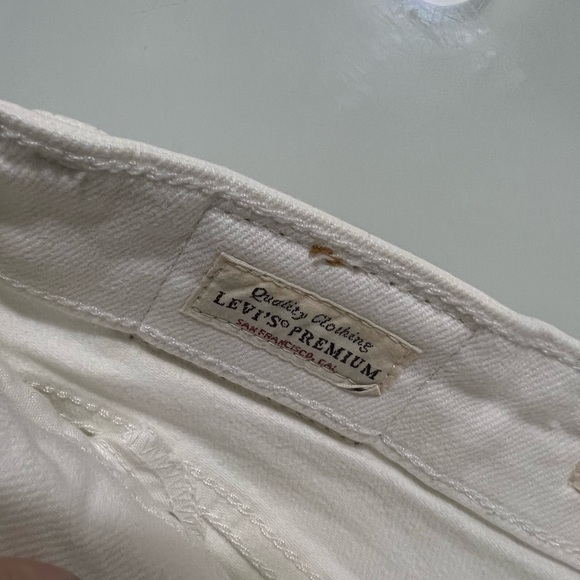 Quality Clothing
LEVI'S® PREMIUM
SAN FRANCISCO, CAL